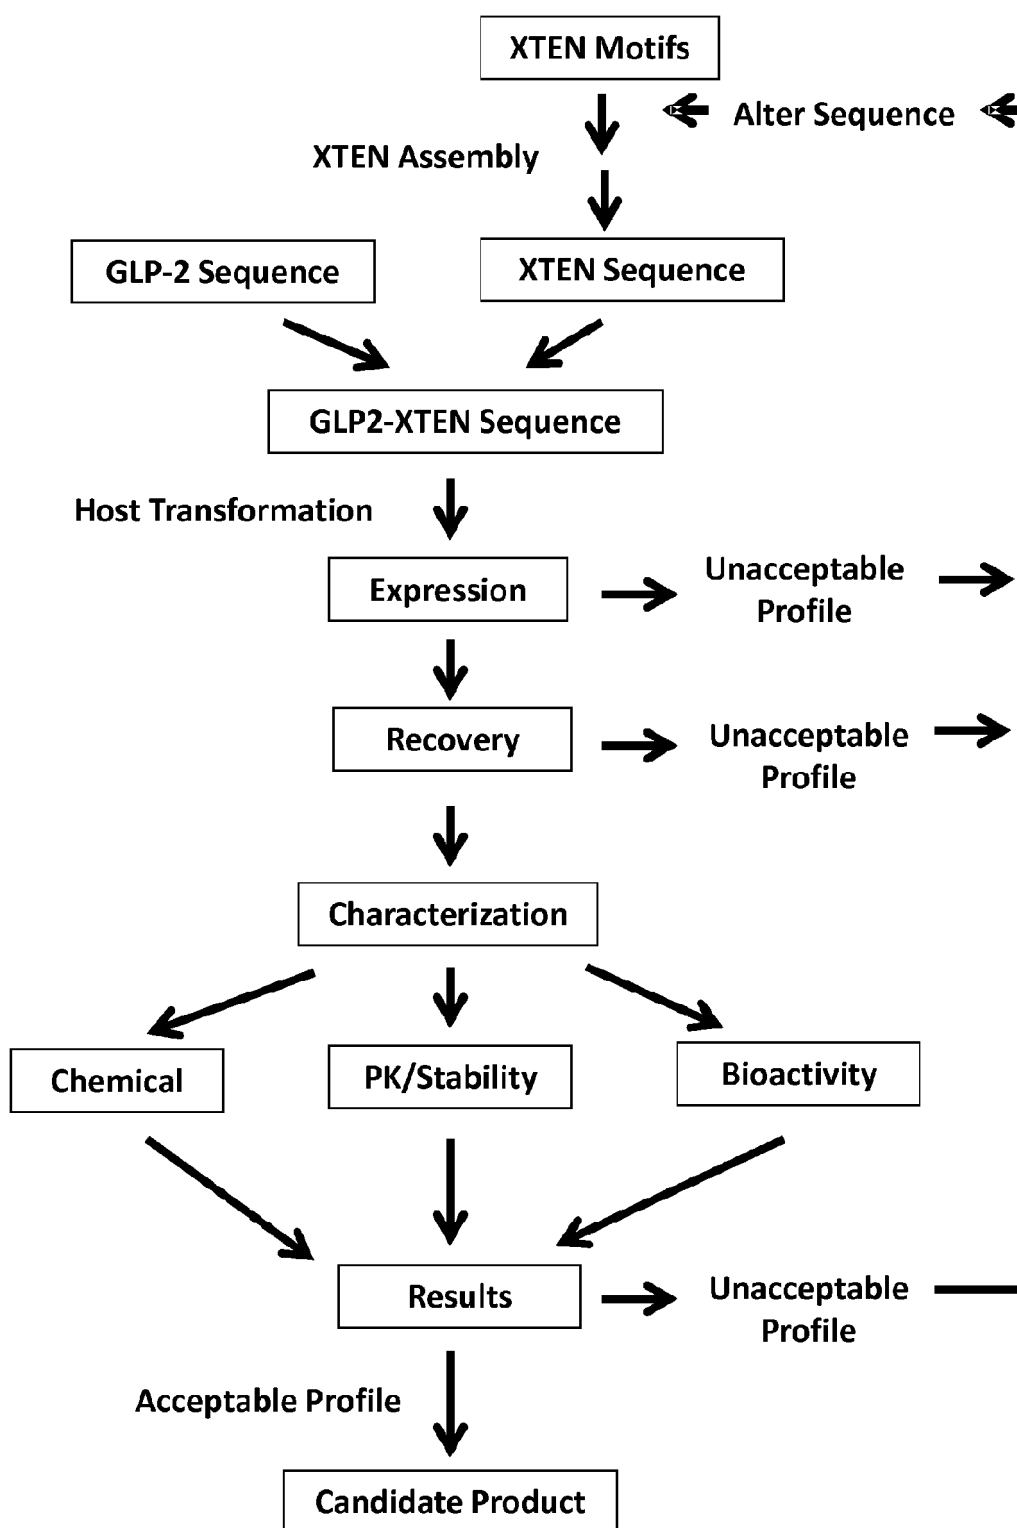 XTEN Motifs
Alter Sequence
XTEN Assembly
GLP-2 Sequence
XTEN Sequence
GLP2-XTEN Sequence
Host Transformation
Expression
Unacceptable
Profile
Recovery
Unacceptable
Profile
Characterization
Chemical
PK/Stability
Bioactivity
Results
Unacceptable
Profile
Acceptable Profile
Candidate Product